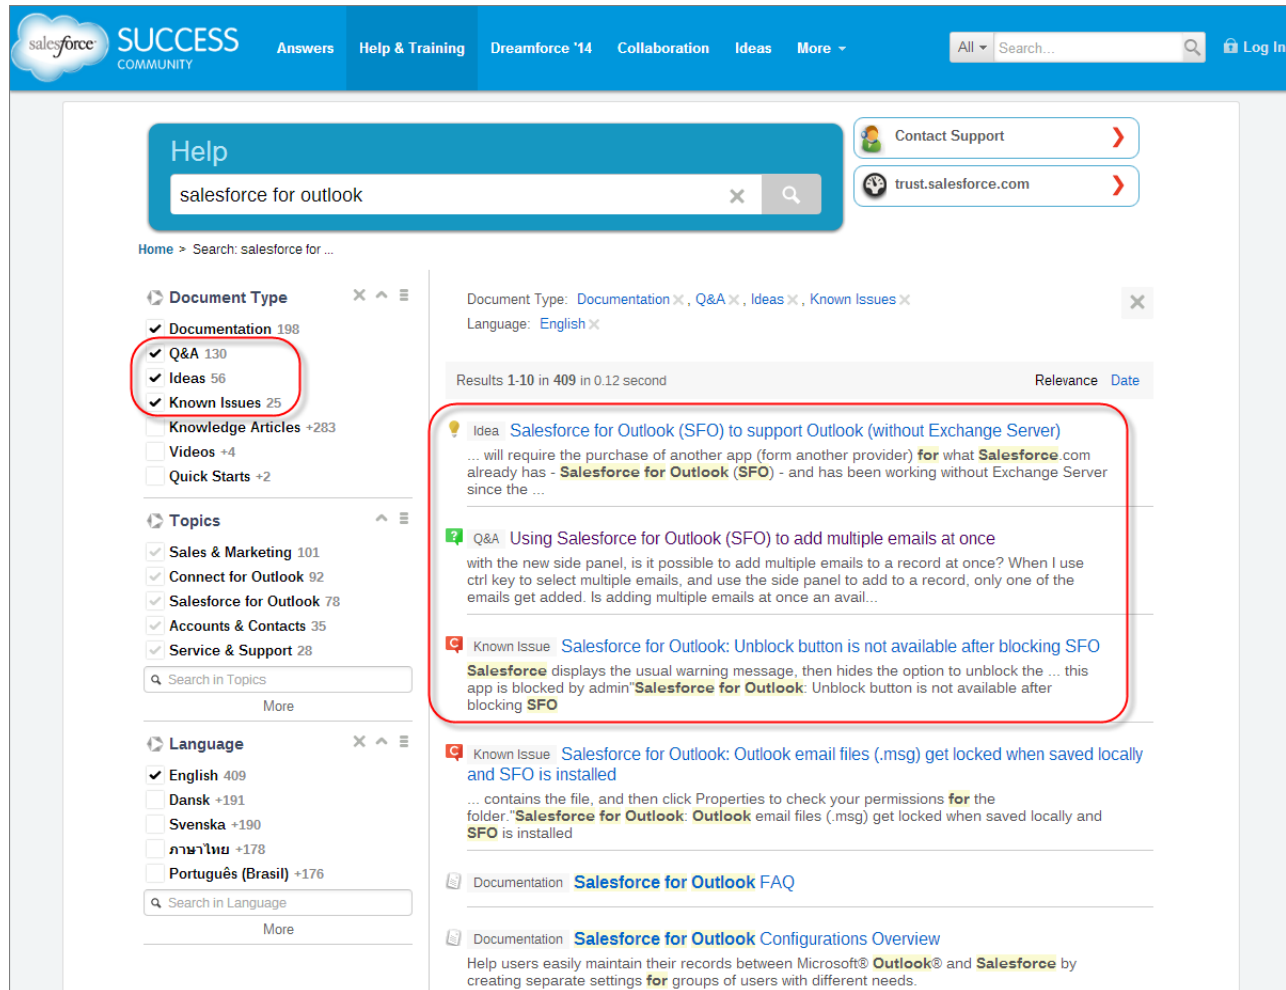 salesforce
SUCCESS
COMMUNITY
Answers Help & Training Dreamforce '14 Collaboration Ideas More
All Search... Log In
Help
salesforce for outlook
Contact Support
trust.salesforce.com
Home > Search: salesforce for ...
Document Type
Documentation 198
Q&A 130
Ideas 56
Known Issues 25
Knowledge Articles +283
Videos +4
Quick Starts +2
Topics
Sales & Marketing 101
Connect for Outlook 92
Salesforce for Outlook 78
Accounts & Contacts 35
Service & Support 28
Search in Topics
More
Language
English 409
Dansk +191
Svenska +190
ภาษาไทย +178
Português (Brasil) +176
Search in Language
More
Document Type: Documentation , Q&A , Ideas , Known Issues
Language: English
Results 1-10 in 409 in 0.12 second Relevance Date
Idea Salesforce for Outlook (SFO) to support Outlook (without Exchange Server)
... will require the purchase of another app (form another provider) for what Salesforce.com
already has - Salesforce for Outlook (SFO) - and has been working without Exchange Server
since the ...
Q&A Using Salesforce for Outlook (SFO) to add multiple emails at once
with the new side panel, is it possible to add multiple emails to a record at once? When I use
ctrl key to select multiple emails, and use the side panel to add to a record, only one of the
emails get added. Is adding multiple emails at once an avail...
Known Issue Salesforce for Outlook: Unblock button is not available after blocking SFO
Salesforce displays the usual warning message, then hides the option to unblock the ... this
app is blocked by admin"Salesforce for Outlook: Unblock button is not available after
blocking SFO
Known Issue Salesforce for Outlook: Outlook email files (.msg) get locked when saved locally
and SFO is installed
... contains the file, and then click Properties to check your permissions for the
folder."Salesforce for Outlook: Outlook email files (.msg) get locked when saved locally and
SFO is installed
Documentation Salesforce for Outlook FAQ
Documentation Salesforce for Outlook Configurations Overview
Help users easily maintain their records between Microsoft® Outlook® and Salesforce by
creating separate settings for groups of users with different needs.